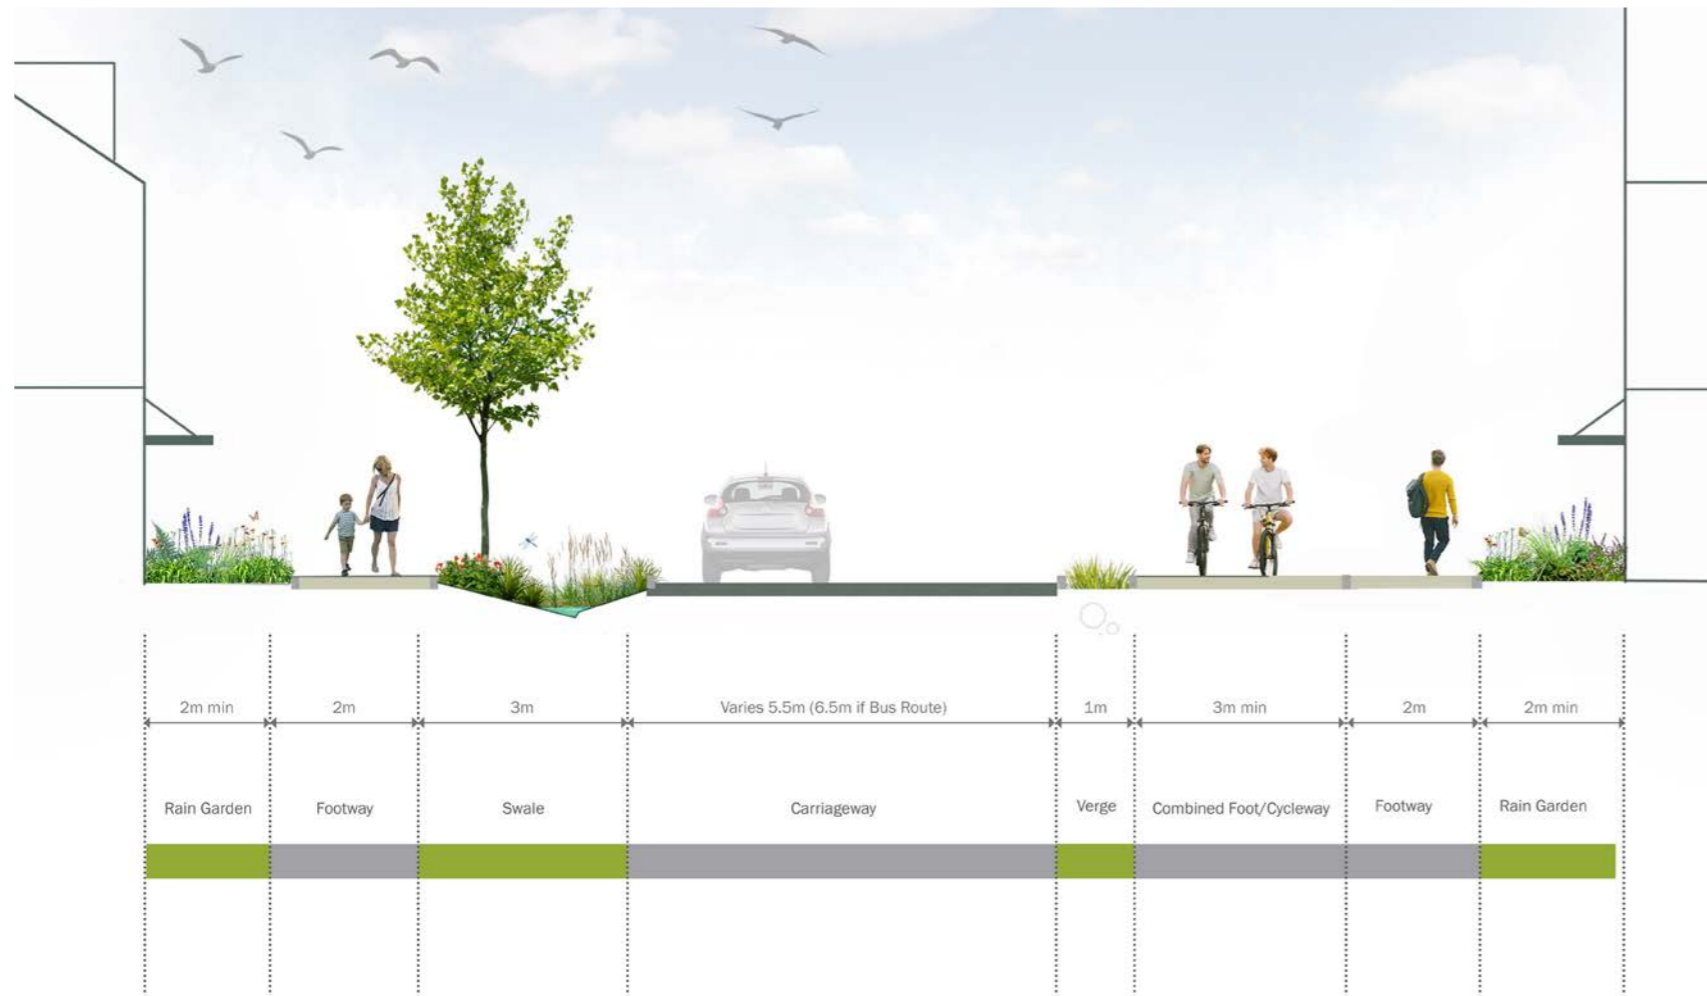 2m min
2m
3m
Varies 5.5m (6.5m if Bus Route)
1m
3m min
2m
2m min
Rain Garden
Footway
Swale
Carriageway
Verge
Combined Foot/Cycleway
Footway
Rain Garden